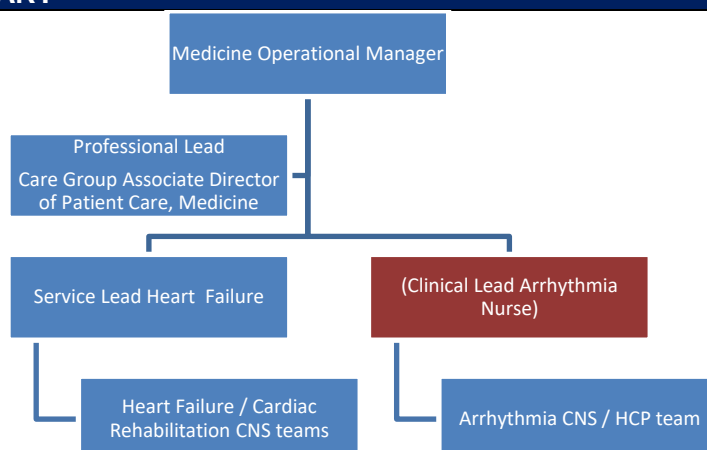 Medicine Operational Manager
Professional Lead
Care Group Associate Director
of Patient Care, Medicine
Service Lead Heart Failure
(Clinical Lead Arrhythmia
Nurse)
Heart Failure / Cardiac
Rehabilitation CNS teams
Arrhythmia CNS / HCP team